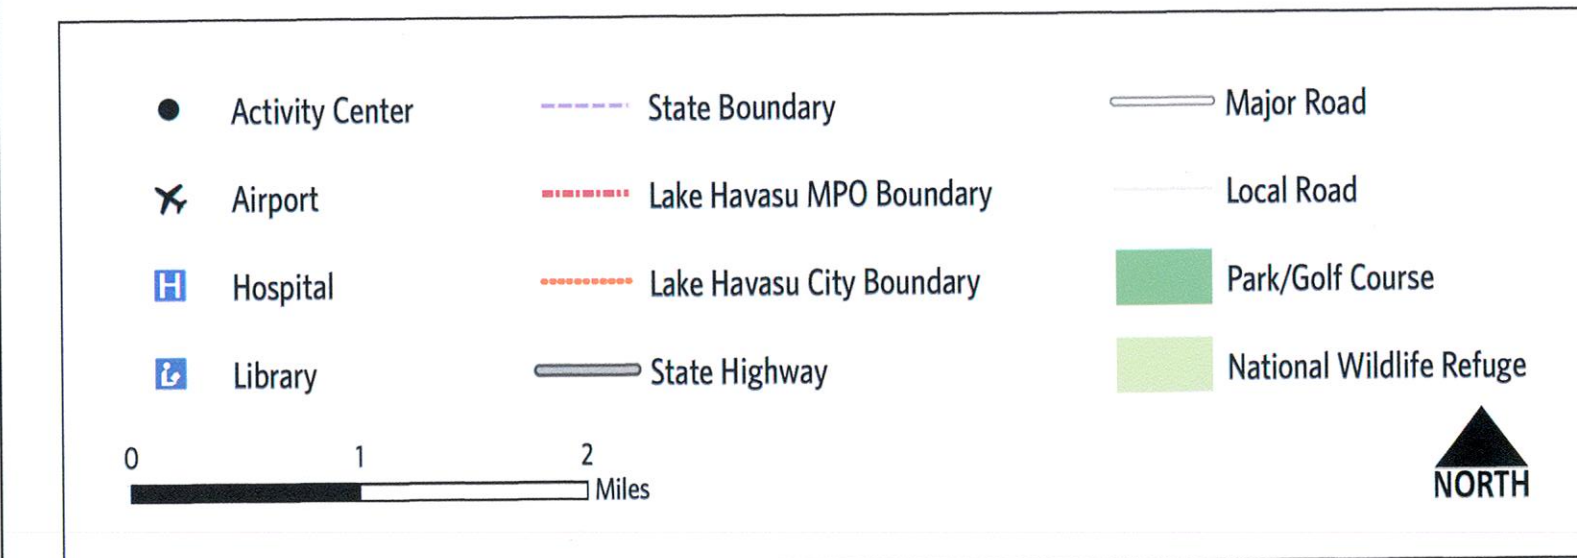 Activity Center
Airport
H Hospital
Library
State Boundary
Lake Havasu MPO Boundary
Lake Havasu City Boundary
State Highway
Major Road
Local Road
Park/Golf Course
National Wildlife Refuge
0 1 2
Miles
NORTH